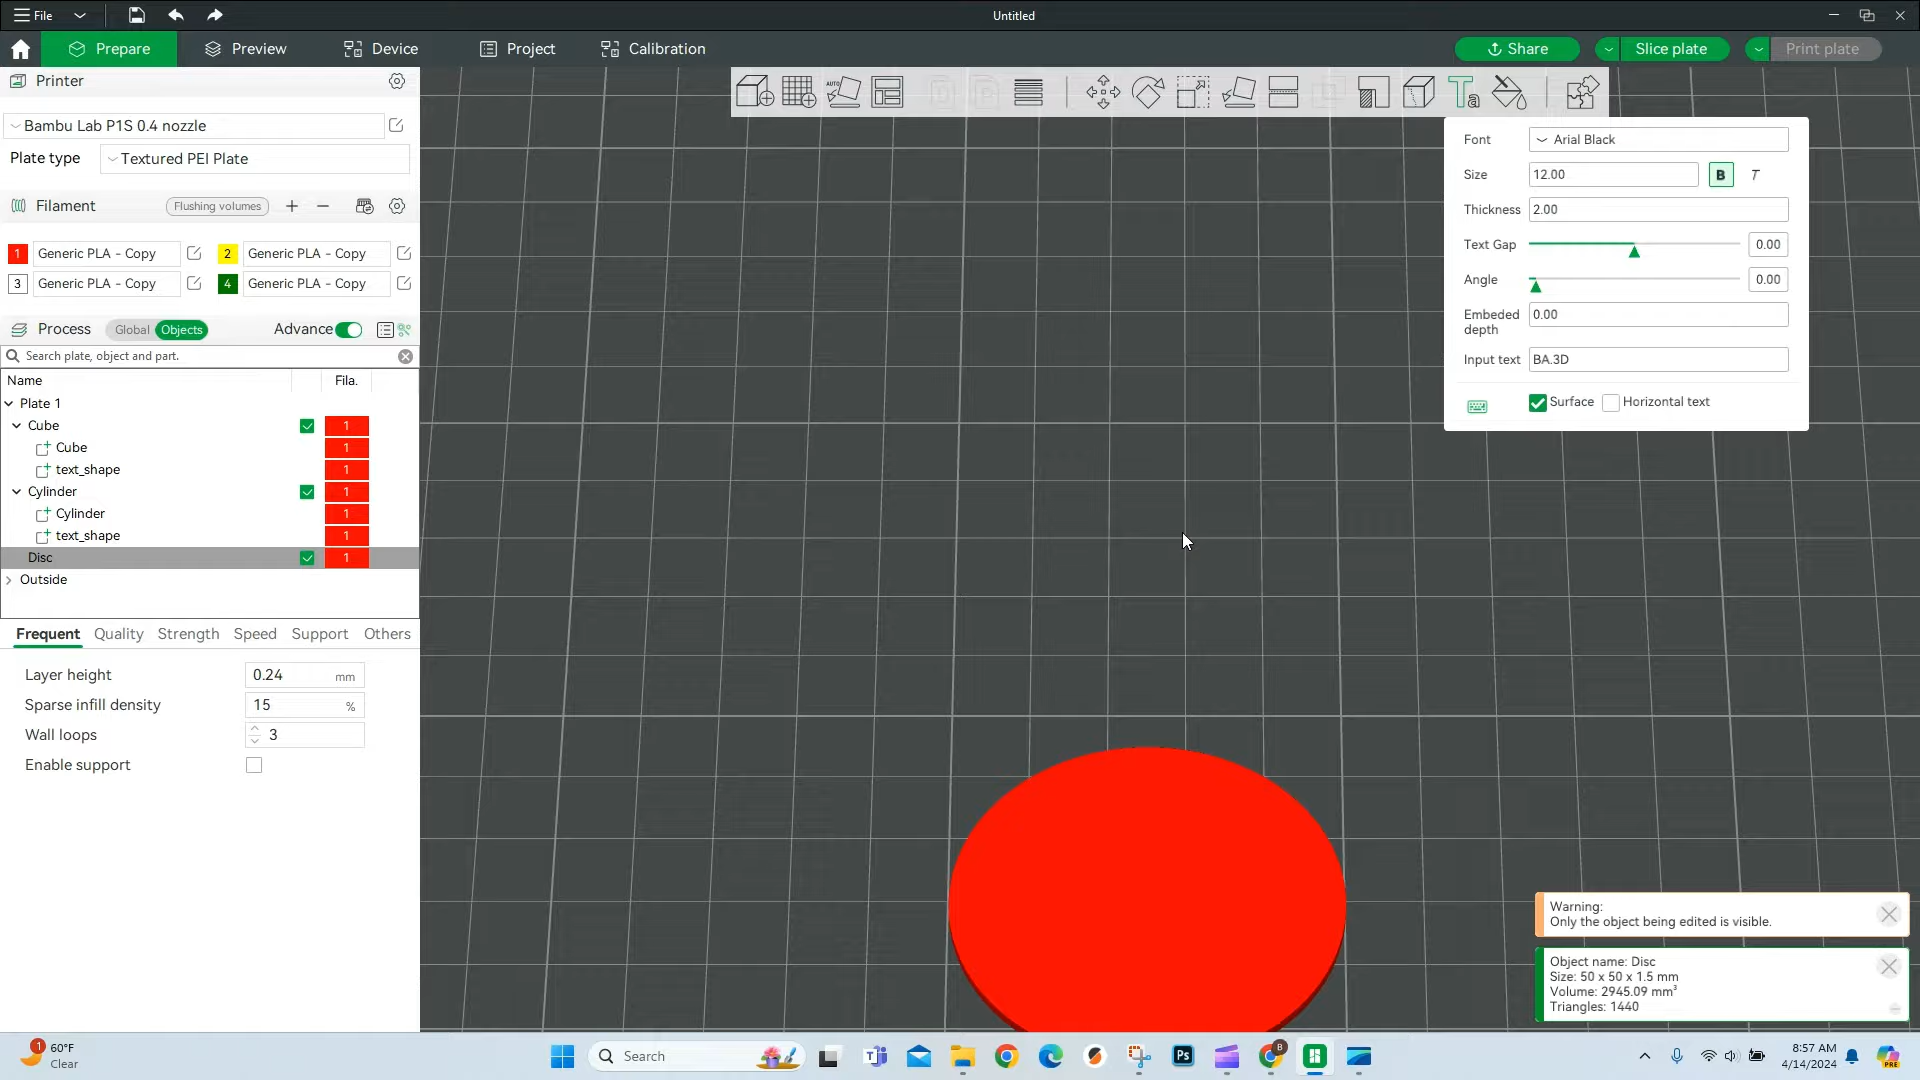 File
Untitled
Prepare
Preview
Device
Project
Calibration
Share
Slice plate
Print plate
Printer
Bambu Lab P1S 0.4 nozzle
Plate type
Textured PEI Plate
Filament
Flushing volumes
1 Generic PLA - Copy
2 Generic PLA - Copy
3 Generic PLA - Copy
4 Generic PLA - Copy
Process
Global
Objects
Advance
Search plate, object and part.
Name
Fila.
Plate 1
Cube 1
Cube 1
text_shape 1
Cylinder 1
Cylinder 1
text_shape 1
Disc 1
Outside
Frequent
Quality
Strength
Speed
Support
Others
Layer height 0.24 mm
Sparse infill density 15 %
Wall loops 3
Enable support
AUTO
Ta
Font Arial Black
Size 12.00 B T
Thickness 2.00
Text Gap 0.00
Angle 0.00
Embeded depth 0.00
Input text BA.3D
Surface
Horizontal text
Warning:
Only the object being edited is visible.
Object name: Disc
Size: 50 x 50 x 1.5 mm
Volume: 2945.09 mm³
Triangles: 1440
1
60°F
Clear
Search
Ps
B
8:57 AM
4/14/2024
PRE